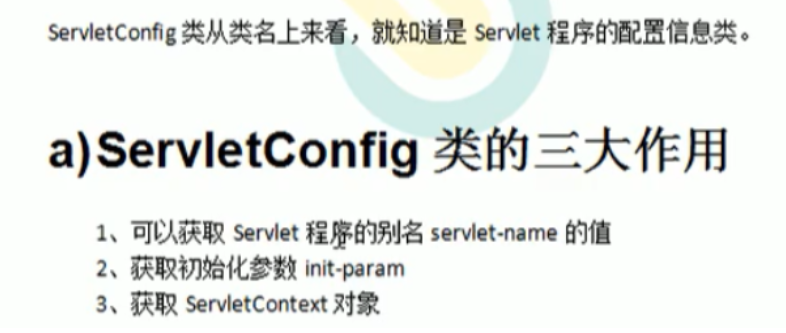 ServletConfig 类从类名上来看，就知道是 Servlet 程序的配置信息类。
a)ServletConfig 类的三大作用
1、可以获取 Servlet 程序的别名 servlet-name 的值
2、获取初始化参数 init-param
3、获取 ServletContext 对象